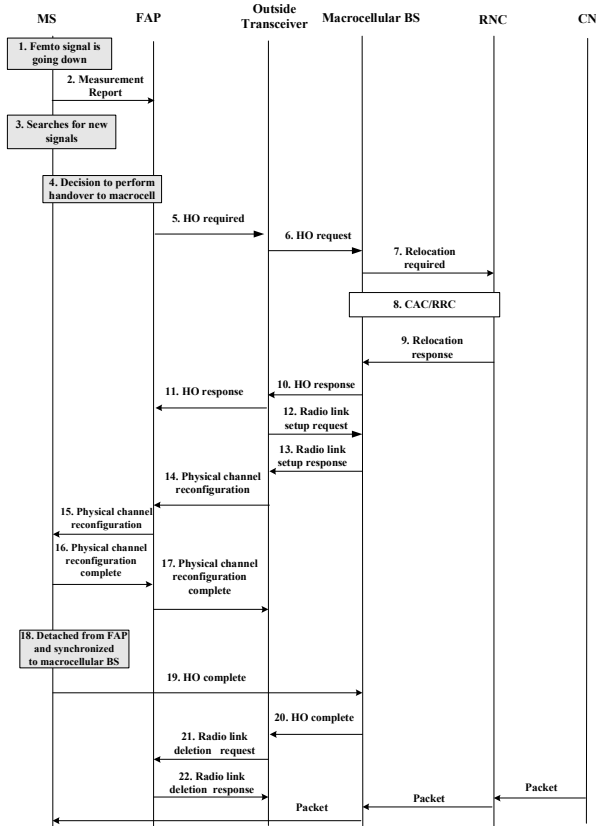 MS
FAP
Outside
Transceiver
Macrocellular BS
RNC
CN
1. Femto signal is
going down
2. Measurement
Report
3. Searches for new
signals
4. Decision to perform
handover to macrocell
5. HO required
6. HO request
7. Relocation
required
8. CAC/RRC
9. Relocation
response
10. HO response
11. HO response
12. Radio link
setup request
13. Radio link
setup response
14. Physical channel
reconfiguration
15. Physical channel
reconfiguration
16. Physical channel
reconfiguration
complete
17. Physical channel
reconfiguration
complete
18. Detached from FAP
and synchronized
to macrocellular BS
19. HO complete
20. HO complete
21. Radio link
deletion request
22. Radio link
deletion response
Packet
Packet
Packet